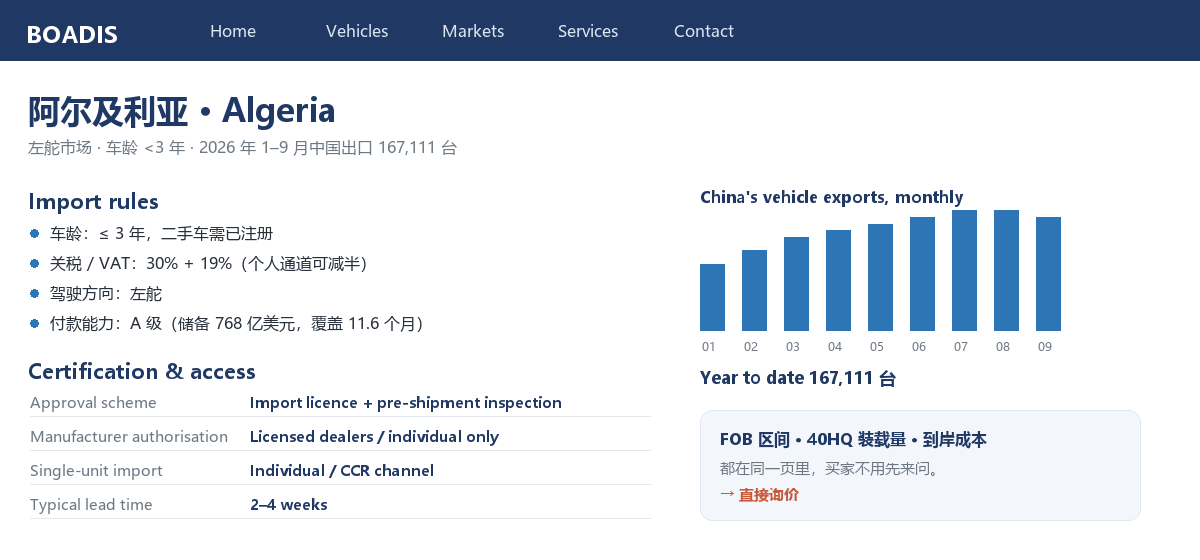 BOADIS
Home Vehicles Markets Services Contact
阿尔及利亚 • Algeria
左舵市场 · 车龄 <3 年 · 2026 年 1–9 月中国出口 167,111 台
Import rules
车龄：≤ 3 年，二手车需已注册
关税 / VAT：30% + 19%（个人通道可减半）
驾驶方向：左舵
付款能力：A 级（储备 768 亿美元，覆盖 11.6 个月）
Certification & access
Approval scheme Import licence + pre-shipment inspection
Manufacturer authorisation Licensed dealers / individual only
Single-unit import Individual / CCR channel
Typical lead time 2–4 weeks
China's vehicle exports, monthly
01 02 03 04 05 06 07 08 09
Year to date 167,111 台
FOB 区间 • 40HQ 装载量 • 到岸成本
都在同一页里，买家不用先来问。
→ 直接询价